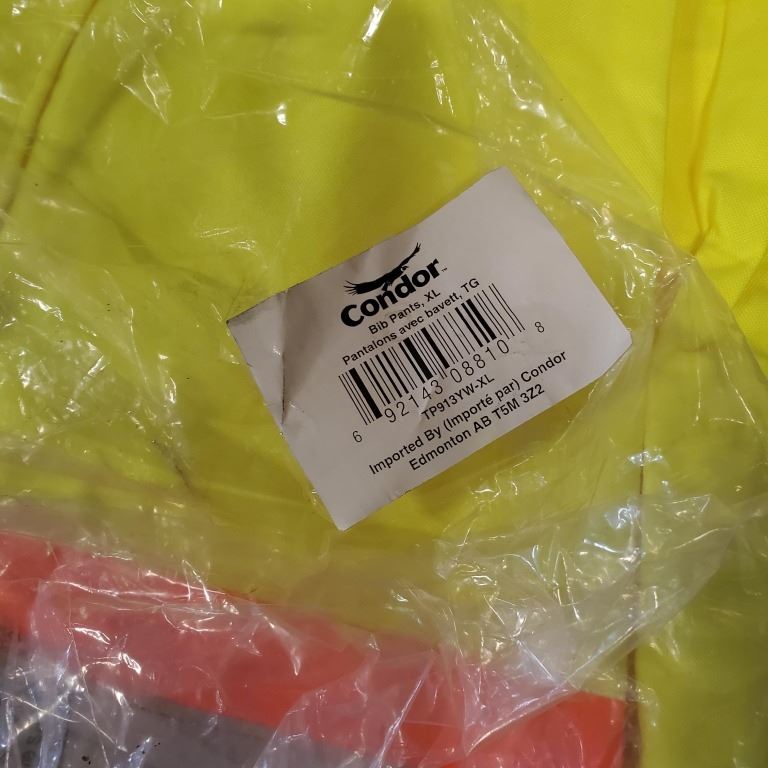 Condor™
Bib Pants, XL
Pantalons avec bavett, TG
6 92143 08810 8
TP913YW-XL
Imported By (Importé par) Condor
Edmonton AB T5M 3Z2